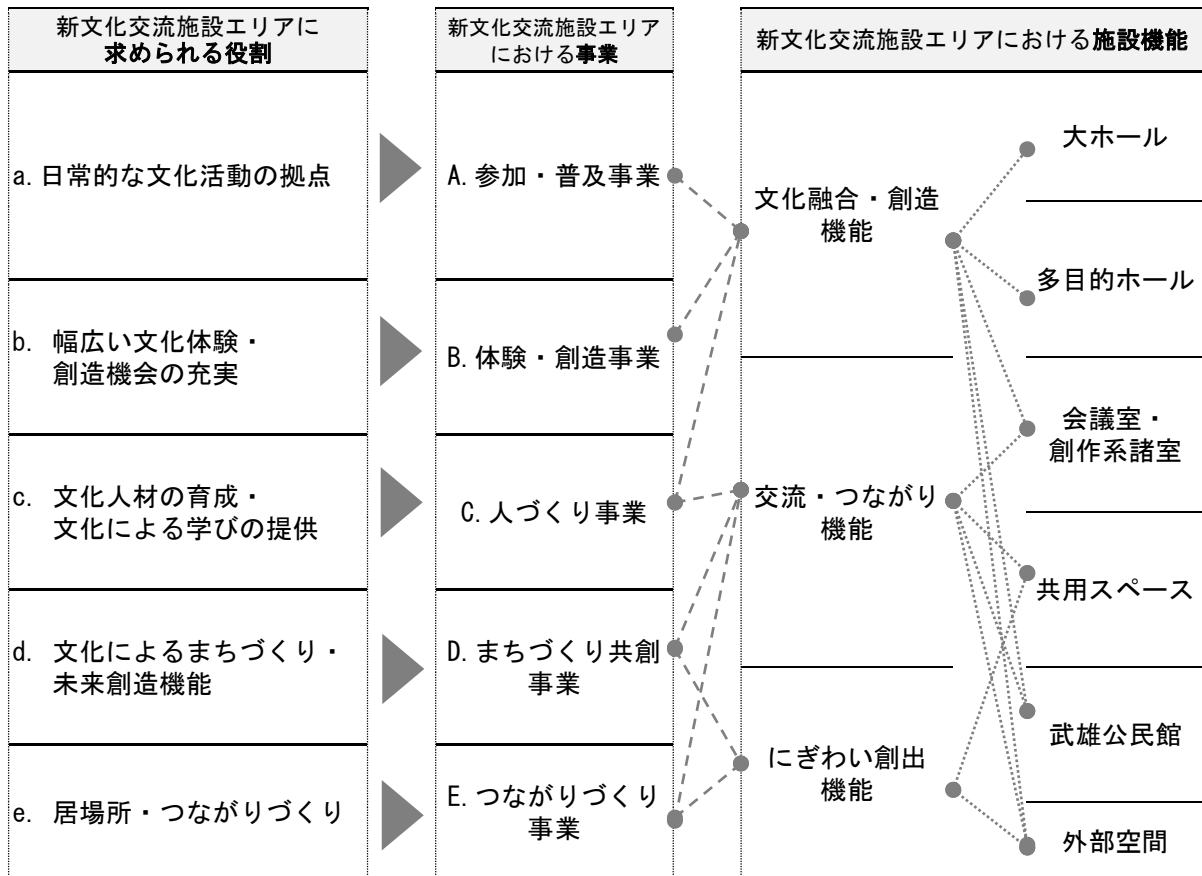 新文化交流施設エリアに
求められる役割
新文化交流施設エリア
における事業
新文化交流施設エリアにおける施設機能
a. 日常的な文化活動の拠点
A. 参加・普及事業
文化融合・創造
機能
大ホール
多目的ホール
b. 幅広い文化体験・
創造機会の充実
B. 体験・創造事業
会議室・
創作系諸室
c. 文化人材の育成・
文化による学びの提供
C. 人づくり事業
交流・つながり
機能
共用スペース
d. 文化によるまちづくり・
未来創造機能
D. まちづくり共創
事業
武雄公民館
にぎわい創出
機能
e. 居場所・つながりづくり
E. つながりづくり
事業
外部空間